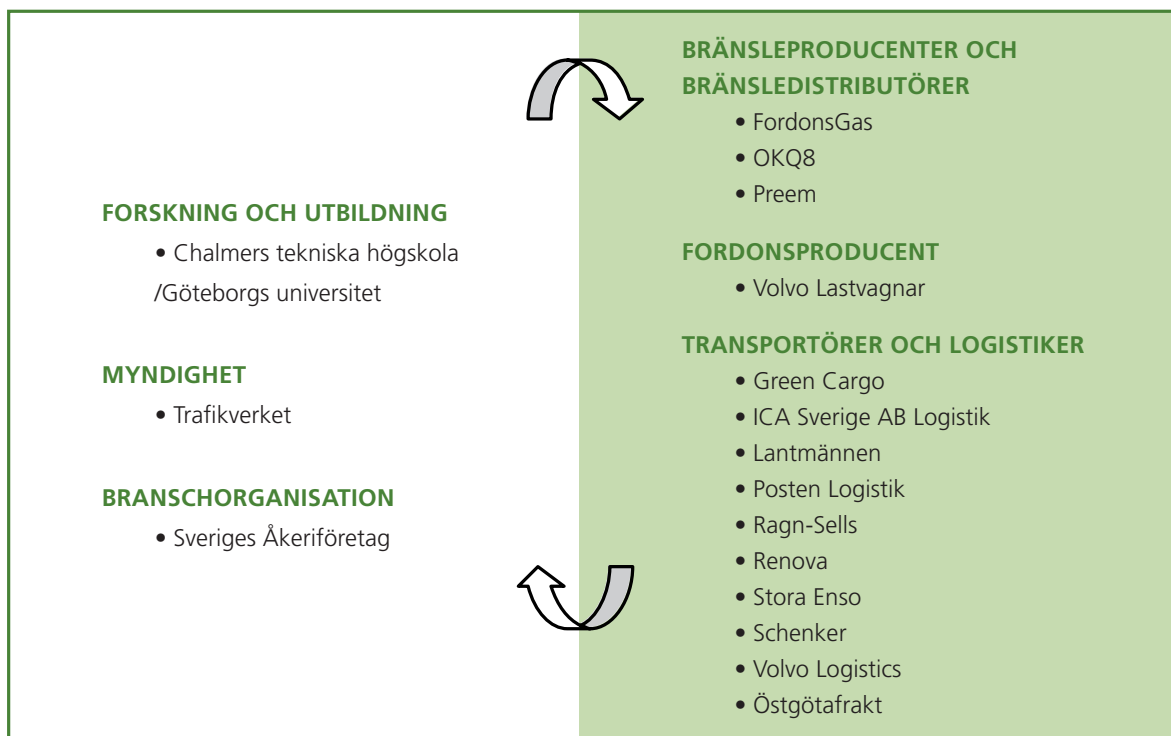 FORSKNING OCH UTBILDNING
• Chalmers tekniska högskola
/Göteborgs universitet
MYNDIGHET
• Trafikverket
BRANSCHORGANISATION
• Sveriges Åkeriföretag
BRÄNSLEPRODUCENTER OCH
BRÄNSLEDISTRIBUTÖRER
• FordonsGas
• OKQ8
• Preem
FORDONSPRODUCENT
• Volvo Lastvagnar
TRANSPORTÖRER OCH LOGISTIKER
• Green Cargo
• ICA Sverige AB Logistik
• Lantmännen
• Posten Logistik
• Ragn-Sells
• Renova
• Stora Enso
• Schenker
• Volvo Logistics
• Östgötafrakt